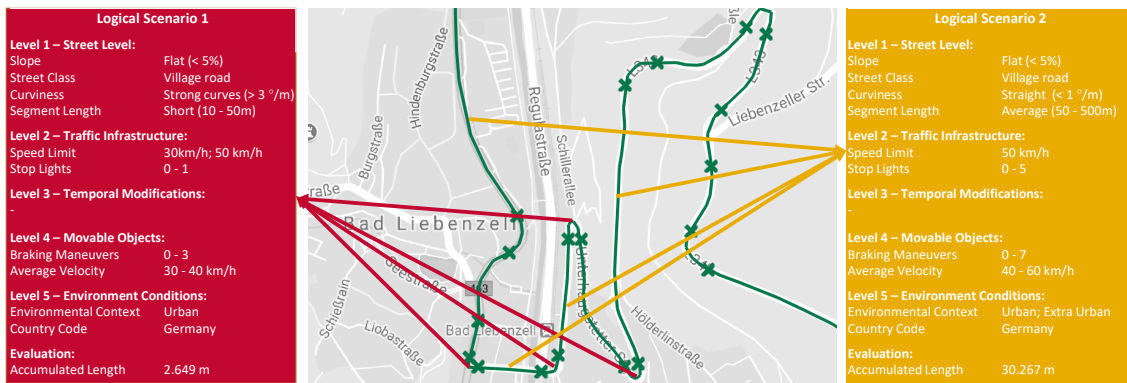 Logical Scenario 1
Level 1 – Street Level:
Slope Flat (< 5%)
Street Class Village road
Curviness Strong curves (> 3 °/m)
Segment Length Short (10 - 50m)
Level 2 – Traffic Infrastructure:
Speed Limit 30km/h; 50 km/h
Stop Lights 0 - 1
Level 3 – Temporal Modifications:
-
Level 4 – Movable Objects:
Braking Maneuvers 0 - 3
Average Velocity 30 - 40 km/h
Level 5 – Environment Conditions:
Environmental Context Urban
Country Code Germany
Evaluation:
Accumulated Length 2.649 m
Hindenburgstraße
Burgstraße
Regulastraße
Schillerallee
L343
Liebenzeller Str.
raße
Bad Liebenzell
Geestraße
463
Schießrain
Liobastraße
Bad Liebenzell
Unterhaugstetter S
Hölderlinstraße
Logical Scenario 2
Level 1 – Street Level:
Slope Flat (< 5%)
Street Class Village road
Curviness Straight (< 1 °/m)
Segment Length Average (50 - 500m)
Level 2 – Traffic Infrastructure:
Speed Limit 50 km/h
Stop Lights 0 - 5
Level 3 – Temporal Modifications:
-
Level 4 – Movable Objects:
Braking Maneuvers 0 - 7
Average Velocity 40 - 60 km/h
Level 5 – Environment Conditions:
Environmental Context Urban; Extra Urban
Country Code Germany
Evaluation:
Accumulated Length 30.267 m